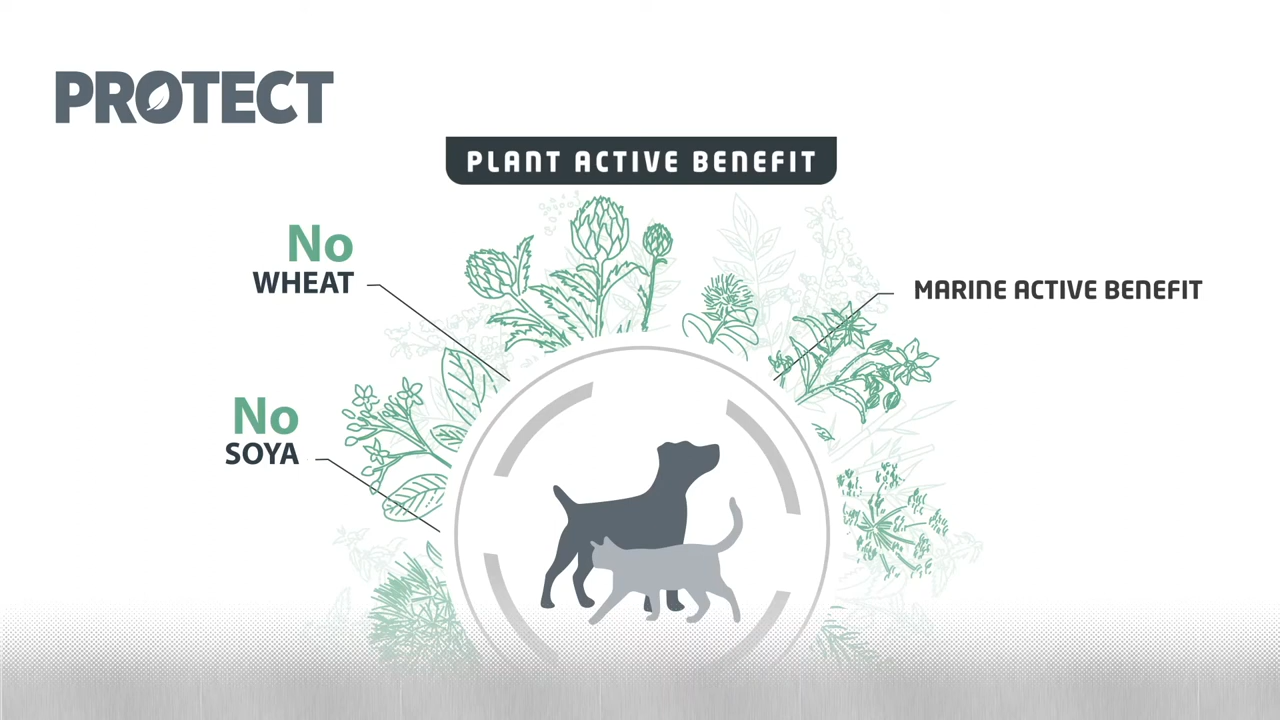 PROTECT
PLANT ACTIVE BENEFIT
No
WHEAT
MARINE ACTIVE BENEFIT
No
SOYA